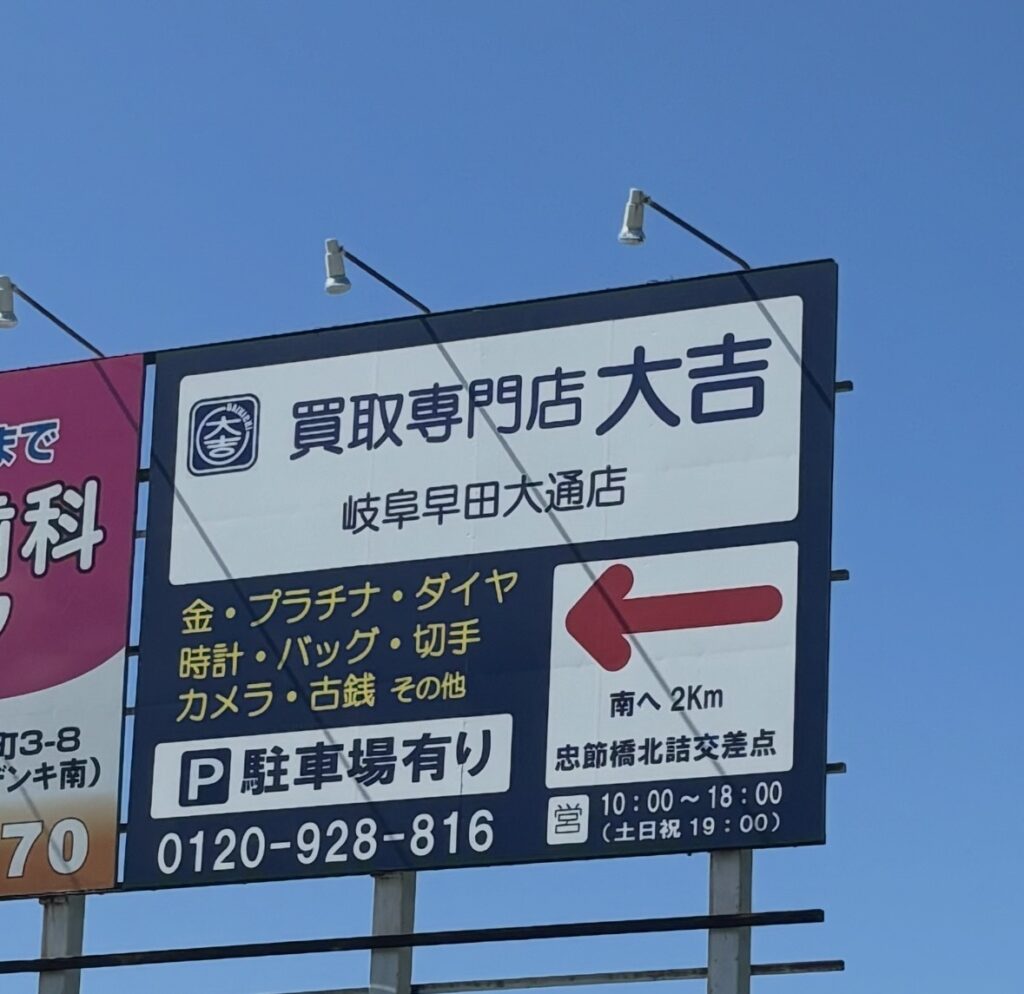 まで
歯科
町3-8
デンキ南）
70
DAIKICHI
大吉
買取専門店 大吉
岐阜早田大通店
金・プラチナ・ダイヤ
時計・バッグ・切手
カメラ・古銭 その他
P 駐車場有り
0120-928-816
南へ 2Km
忠節橋北詰交差点
営 10:00～18:00
（土日祝 19:00）